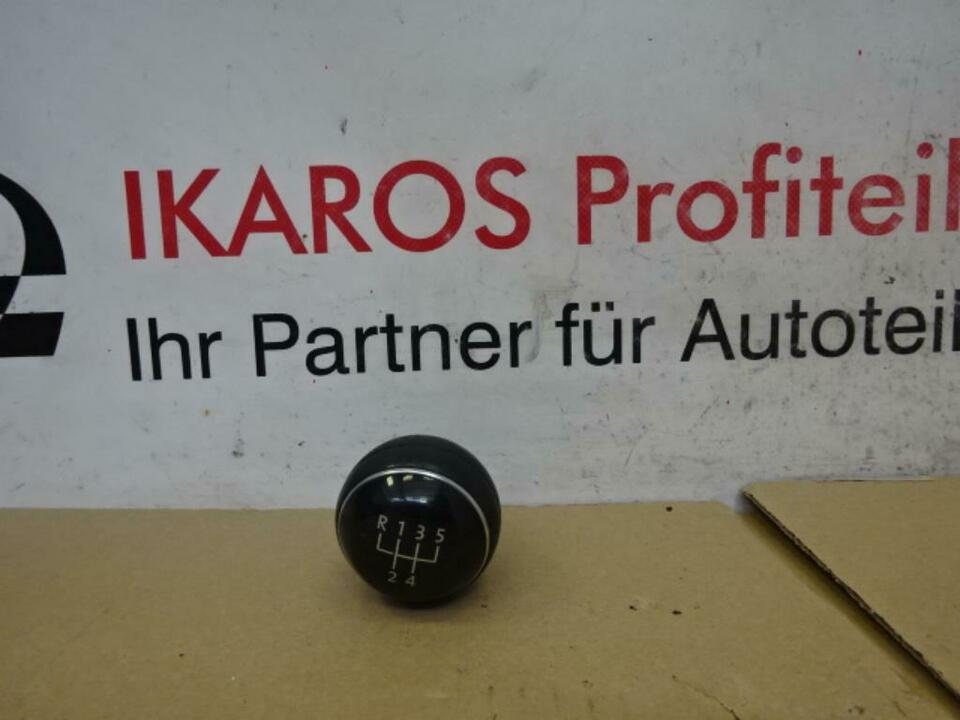 IKAROS Profiteil
Ihr Partner für Autoteil
R 1 3 5
2 4